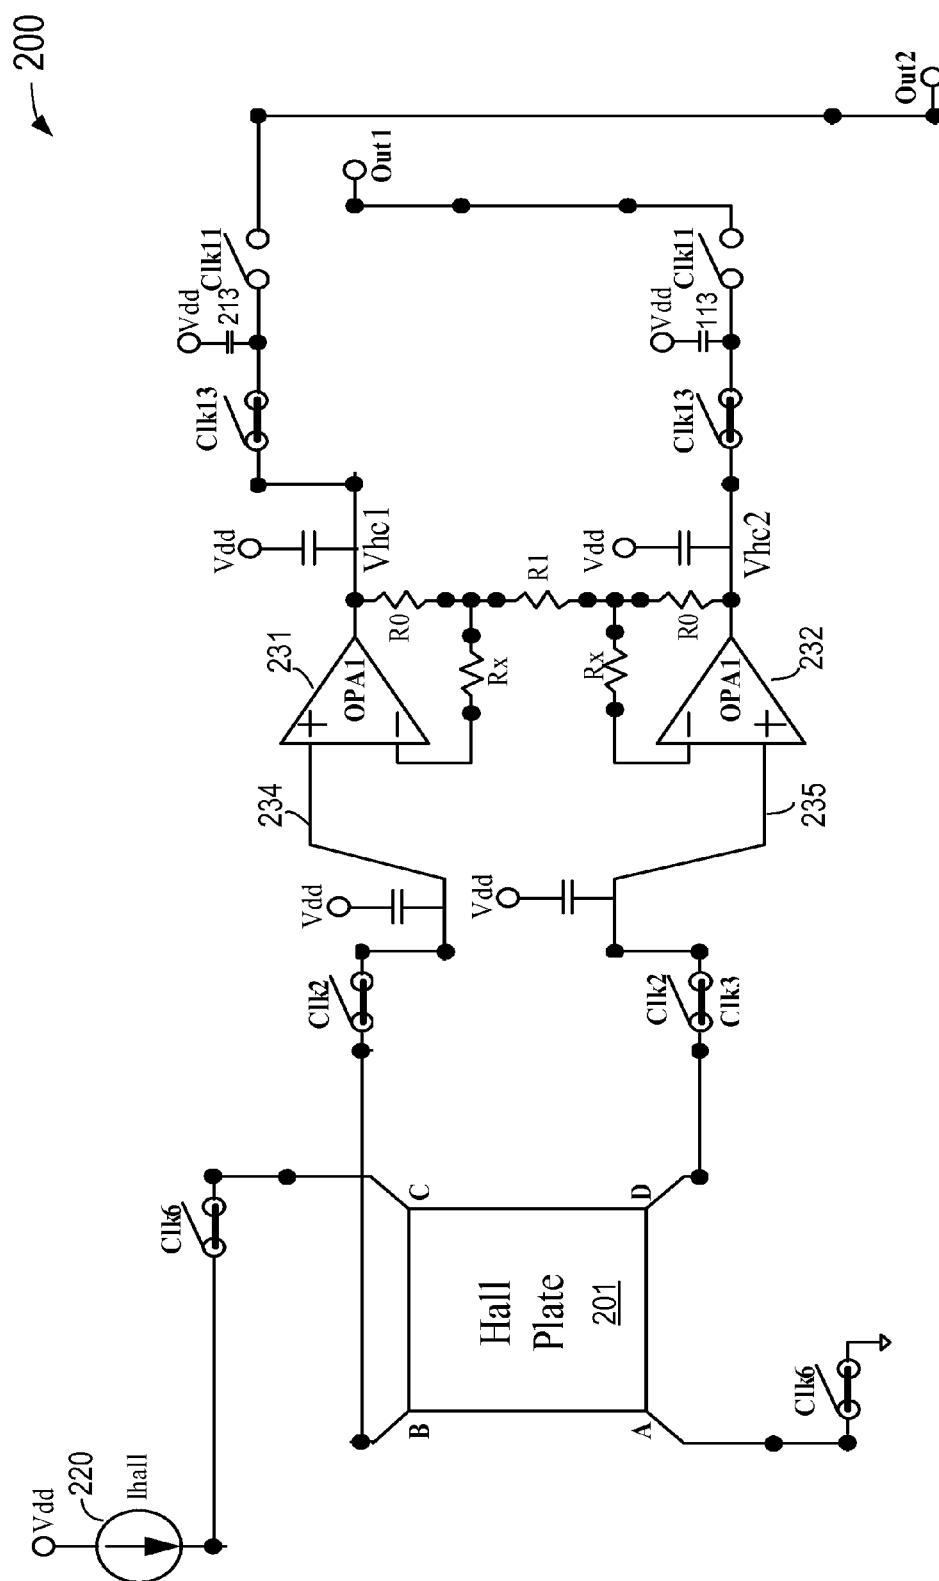 200
Vdd
220
Ihall
Clk6
Hall
Plate
201
A
B
C
D
Clk6
Clk2
Clk2
Clk3
Vdd
Vdd
234
235
231
OPA1
+
−
232
OPA1
−
+
Rx
Rx
R0
R1
R0
Vdd
Vhc1
Vdd
Vhc2
Clk13
Clk13
Vdd
213
Vdd
113
Clk11
Clk11
Out1
Out2